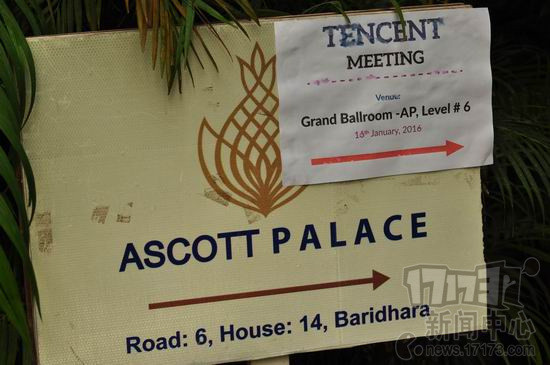 TENCENT
MEETING
Venue:
Grand Ballroom -AP, Level # 6
16th January, 2016
ASCOTT PALACE
Road: 6, House: 14, Baridhara
17173
新闻中心
news.17173.com